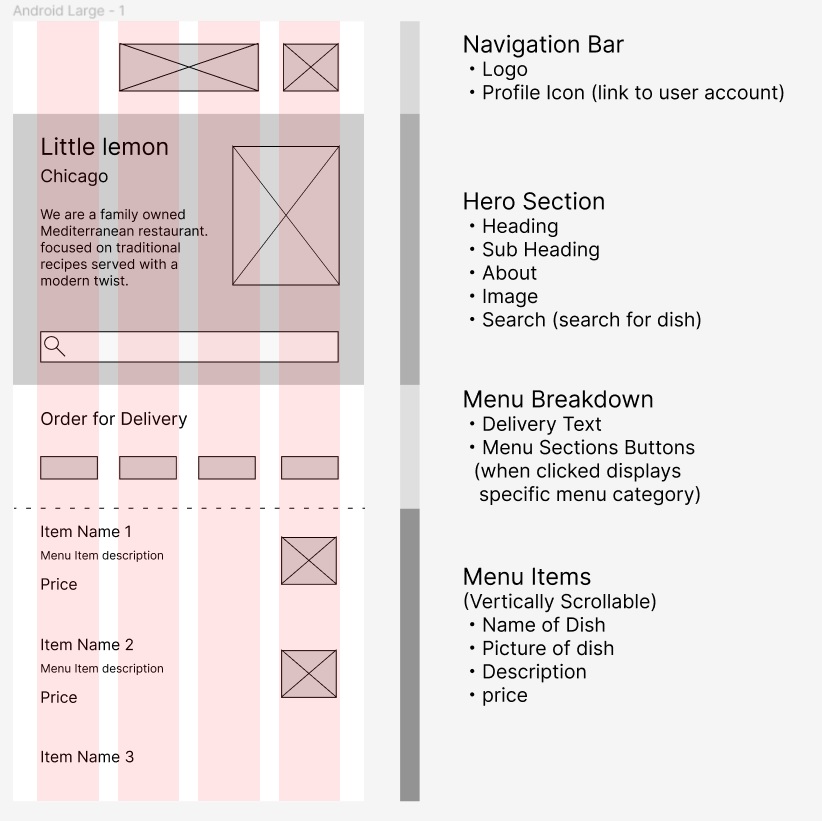 Android Large - 1
Little lemon
Chicago
We are a family owned
Mediterranean restaurant.
focused on traditional
recipes served with a
modern twist.
Order for Delivery
Item Name 1
Menu Item description
Price
Item Name 2
Menu Item description
Price
Item Name 3
Navigation Bar
• Logo
• Profile Icon (link to user account)
Hero Section
• Heading
• Sub Heading
• About
• Image
• Search (search for dish)
Menu Breakdown
• Delivery Text
• Menu Sections Buttons
(when clicked displays
specific menu category)
Menu Items
(Vertically Scrollable)
• Name of Dish
• Picture of dish
• Description
• price